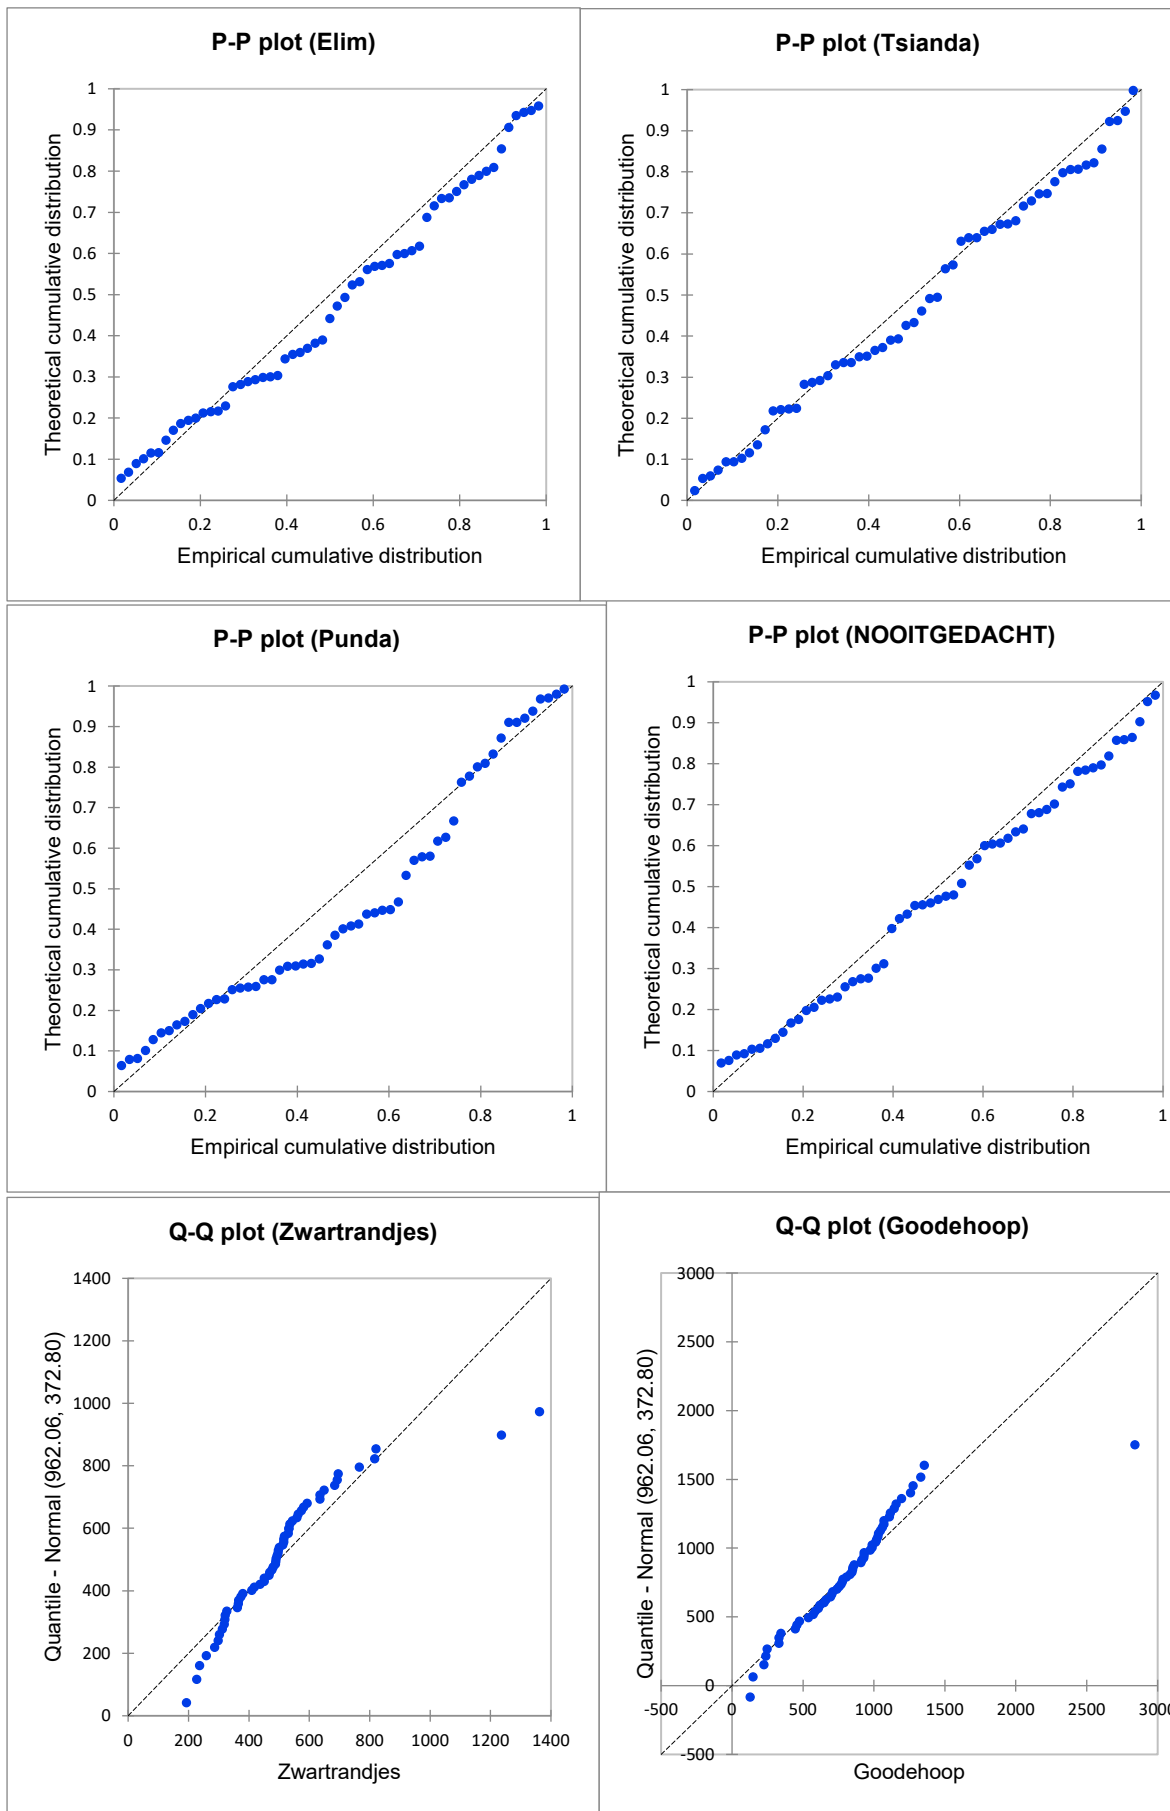 P-P plot (Elim)
1
0.9
0.8
0.7
0.6
0.5
0.4
0.3
0.2
0.1
0
Theoretical cumulative distribution
0 0.2 0.4 0.6 0.8 1
Empirical cumulative distribution
P-P plot (Tsianda)
1
0.9
0.8
0.7
0.6
0.5
0.4
0.3
0.2
0.1
0
Theoretical cumulative distribution
0 0.2 0.4 0.6 0.8 1
Empirical cumulative distribution
P-P plot (Punda)
1
0.9
0.8
0.7
0.6
0.5
0.4
0.3
0.2
0.1
0
Theoretical cumulative distribution
0 0.2 0.4 0.6 0.8 1
Empirical cumulative distribution
P-P plot (NOOITGEDACHT)
1
0.9
0.8
0.7
0.6
0.5
0.4
0.3
0.2
0.1
0
Theoretical cumulative distribution
0 0.2 0.4 0.6 0.8 1
Empirical cumulative distribution
Q-Q plot (Zwartrandjes)
1400
1200
1000
800
600
400
200
0
Quantile - Normal (962.06, 372.80)
0 200 400 600 800 1000 1200 1400
Zwartrandjes
Q-Q plot (Goodehoop)
3000
2500
2000
1500
1000
500
0
-500
Quantile - Normal (962.06, 372.80)
-500 0 500 1000 1500 2000 2500 3000
Goodehoop